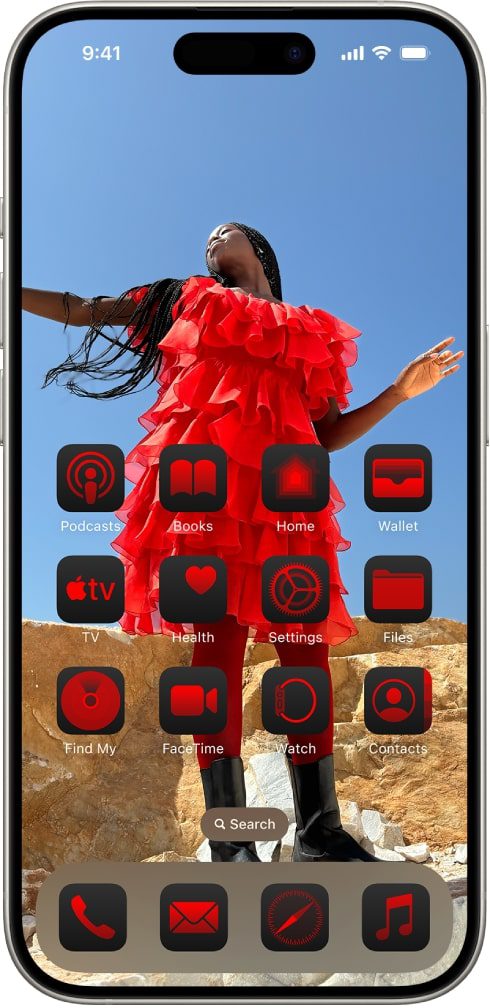 9:41
Podcasts Books Home Wallet
tv
TV Health Settings Files
Find My FaceTime Watch Contacts
Search